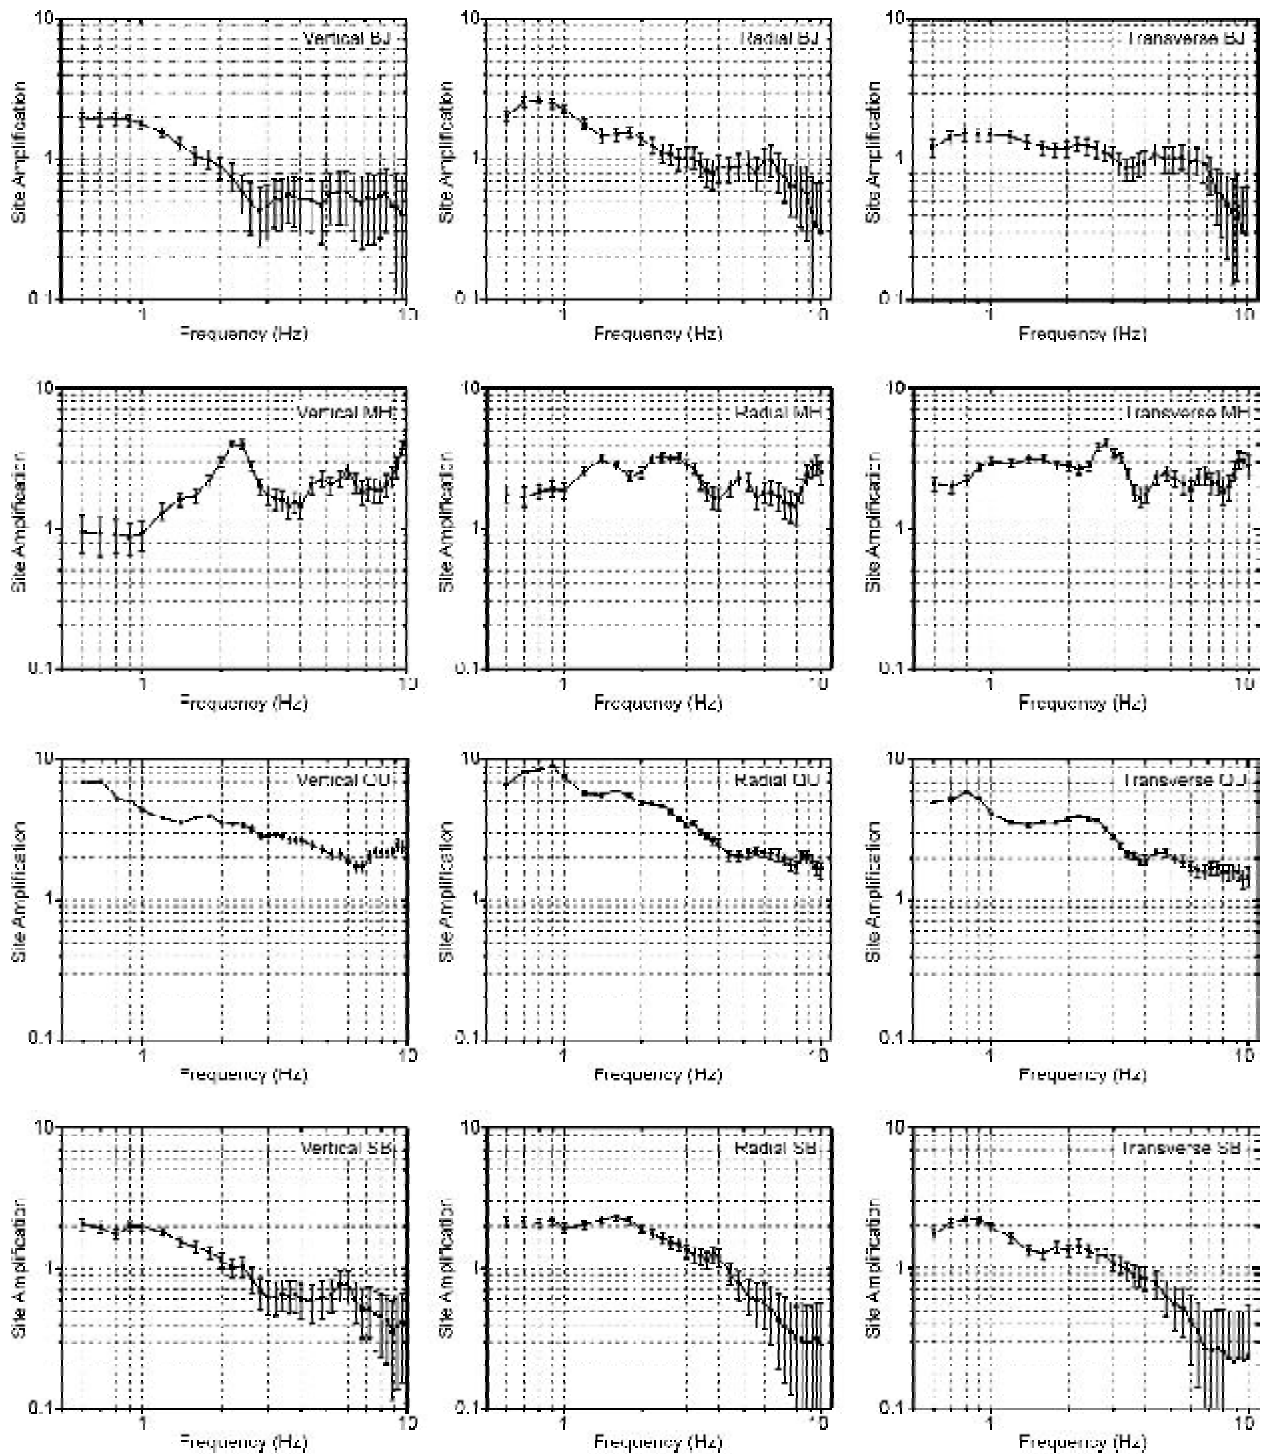 10
Vertical BJ
Site Amplification
1
0.1
1
10
Frequency (Hz)
Radial BJ
Site Amplification
1
0.1
1
10
Frequency (Hz)
10
Transverse BJ
Site Amplification
1
0.1
1
10
Frequency (Hz)
10
Vertical MH
Site Amplification
1
0.1
1
10
Frequency (Hz)
10
Radial MH
Site Amplification
1
0.1
1
10
Frequency (Hz)
10
Transverse MH
Site Amplification
1
0.1
1
10
Frequency (Hz)
10
Vertical
Site Amplification
1
0.1
1
10
Frequency (Hz)
10
Radial
Site Amplification
1
0.1
1
10
Frequency (Hz)
10
Transverse
Site Amplification
1
0.1
1
10
Frequency (Hz)
10
Vertical SB
Site Amplification
1
0.1
1
10
Frequency (Hz)
10
Radial SB
Site Amplification
1
0.1
1
10
Frequency (Hz)
10
Transverse SB
Site Amplification
1
0.1
1
10
Frequency (Hz)